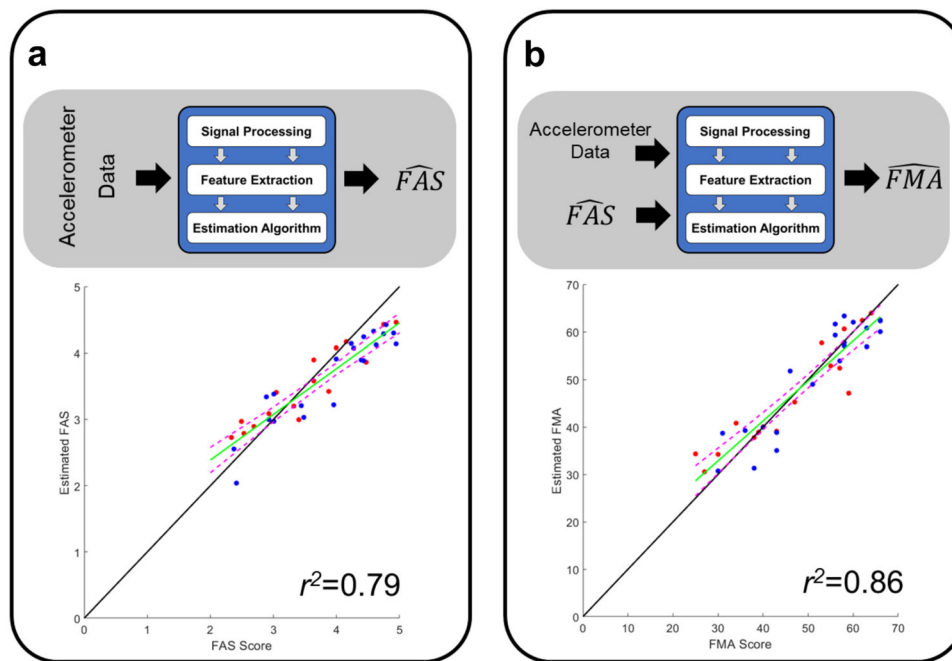 a
Accelerometer
Data
Signal Processing
Feature Extraction
Estimation Algorithm
$\widehat{FAS}$
5
4
3
2
1
0
Estimated FAS
0 1 2 3 4 5
FAS Score
r²=0.79
b
Accelerometer
Data
$\widehat{FAS}$
Signal Processing
Feature Extraction
Estimation Algorithm
$\widehat{FMA}$
70
60
50
40
30
20
10
0
Estimated FMA
0 10 20 30 40 50 60 70
FMA Score
r²=0.86